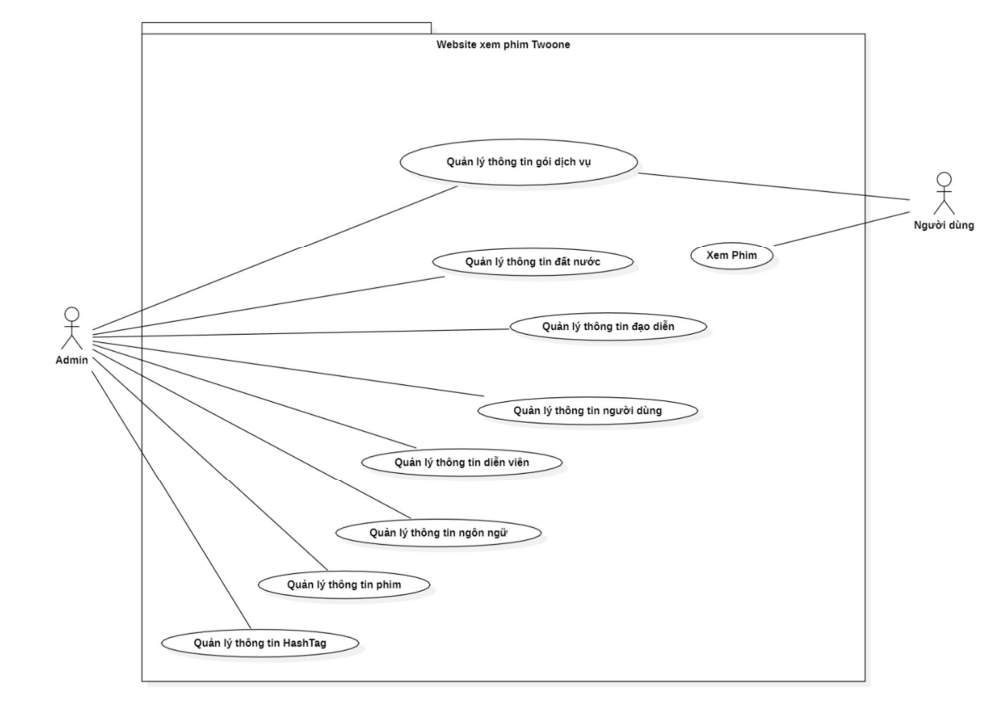 Website xem phim Twoone
Quản lý thông tin gói dịch vụ
Người dùng
Xem Phim
Quản lý thông tin đất nước
Quản lý thông tin đạo diễn
Admin
Quản lý thông tin người dùng
Quản lý thông tin diễn viên
Quản lý thông tin ngôn ngữ
Quản lý thông tin phim
Quản lý thông tin HashTag